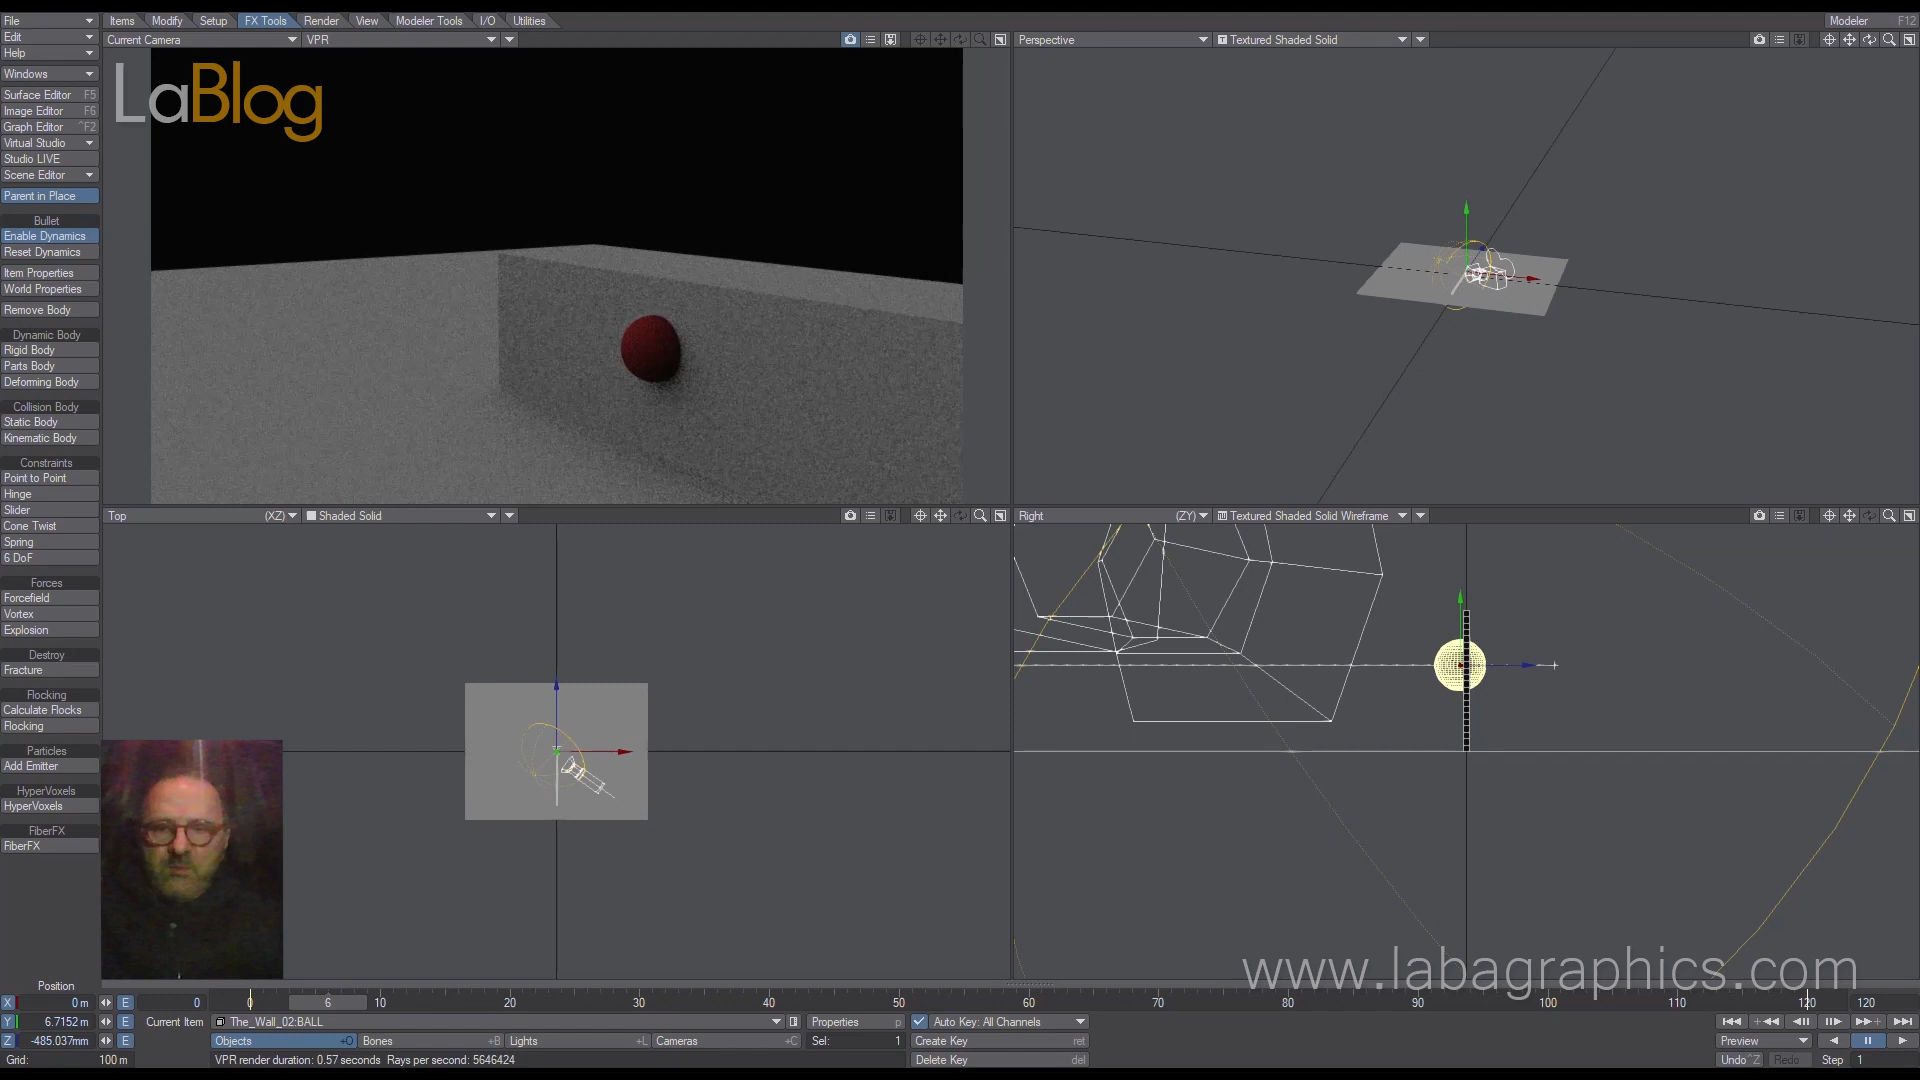 File
Items
Modify
Setup
FX Tools
Render
View
Modeler Tools
I/O
Utilities
Modeler F12
Edit
Help
Current Camera
VPR
Perspective
Textured Shaded Solid
LaBlog
Windows
Surface Editor F5
Image Editor F6
Graph Editor ^F2
Virtual Studio
Studio LIVE
Scene Editor
Parent in Place
Bullet
Enable Dynamics
Reset Dynamics
Item Properties
World Properties
Remove Body
Dynamic Body
Rigid Body
Parts Body
Deforming Body
Collision Body
Static Body
Kinematic Body
Constraints
Point to Point
Hinge
Slider
Cone Twist
Spring
6 DoF
Forces
Forcefield
Vortex
Explosion
Destroy
Fracture
Flocking
Calculate Flocks
Flocking
Particles
Add Emitter
HyperVoxels
HyperVoxels
FiberFX
FiberFX
Top (XZ)
Shaded Solid
Right (ZY)
Textured Shaded Solid Wireframe
www.labagraphics.com
Position
X 0 m E
Y 6.7152 m E
Z -485.037mm E
Grid: 100 m
0 0 6 10 20 30 40 50 60 70 80 90 100 110 120 120
Current Item The_Wall_02:BALL
Properties p
Auto Key: All Channels
Objects +O
Bones +B
Lights +L
Cameras +C
Sel: 1
Create Key ret
Preview
VPR render duration: 0.57 seconds Rays per second: 5646424
Delete Key del
Undo ^Z
Redo
Step 1